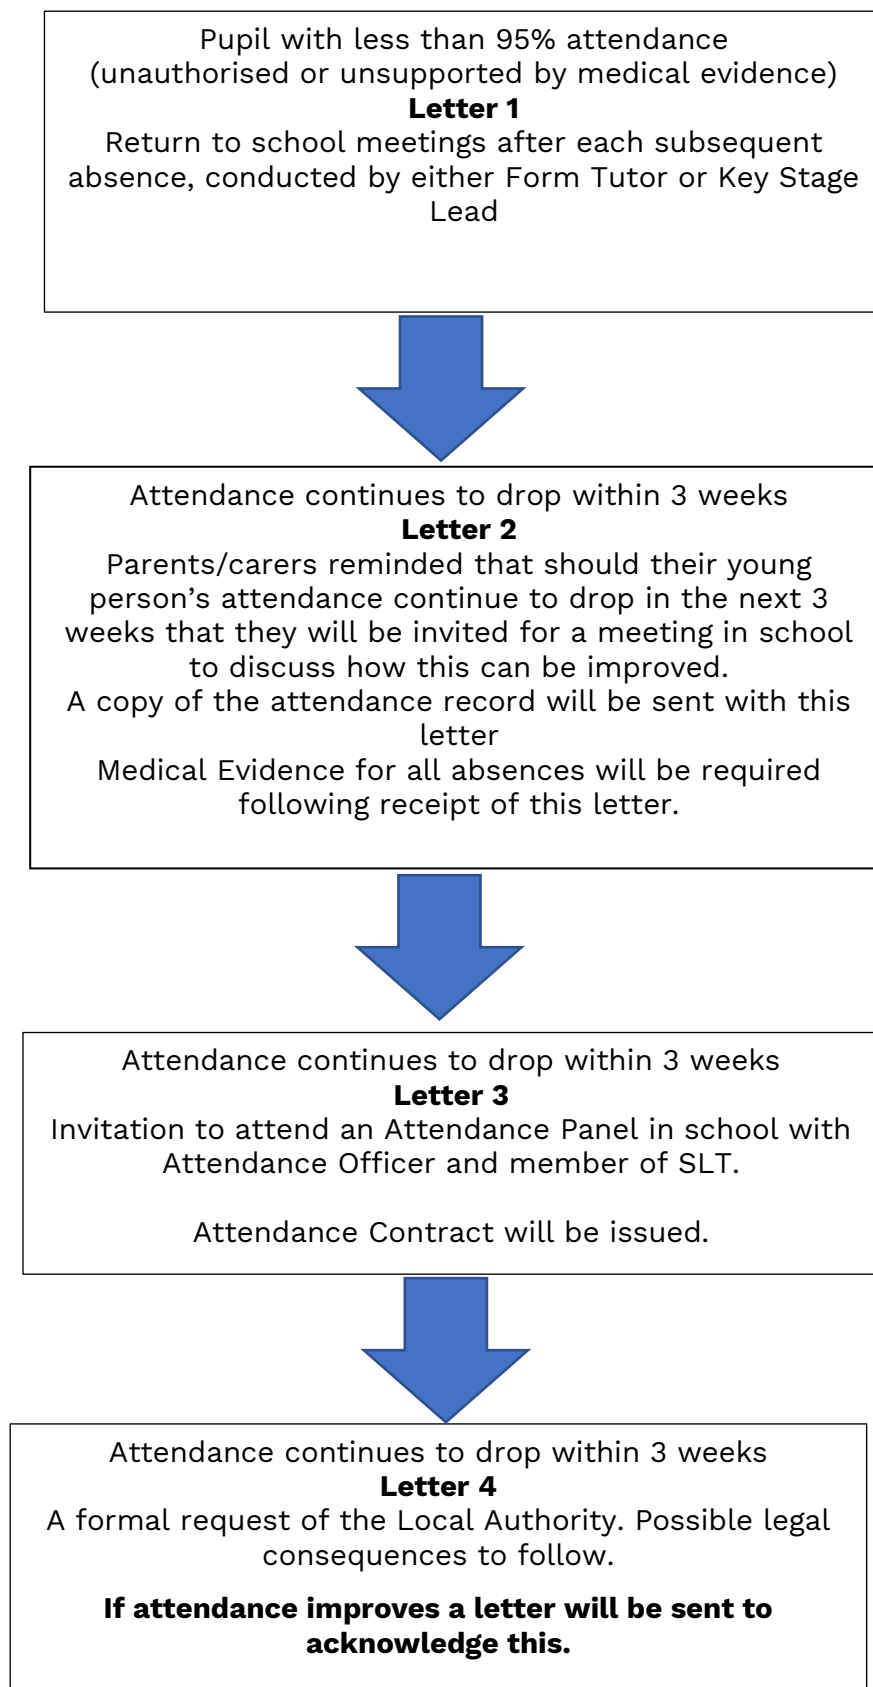 Pupil with less than 95% attendance
(unauthorised or unsupported by medical evidence)
Letter 1
Return to school meetings after each subsequent
absence, conducted by either Form Tutor or Key Stage
Lead
Attendance continues to drop within 3 weeks
Letter 2
Parents/carers reminded that should their young
person’s attendance continue to drop in the next 3
weeks that they will be invited for a meeting in school
to discuss how this can be improved.
A copy of the attendance record will be sent with this
letter
Medical Evidence for all absences will be required
following receipt of this letter.
Attendance continues to drop within 3 weeks
Letter 3
Invitation to attend an Attendance Panel in school with
Attendance Officer and member of SLT.
Attendance Contract will be issued.
Attendance continues to drop within 3 weeks
Letter 4
A formal request of the Local Authority. Possible legal
consequences to follow.
If attendance improves a letter will be sent to
acknowledge this.